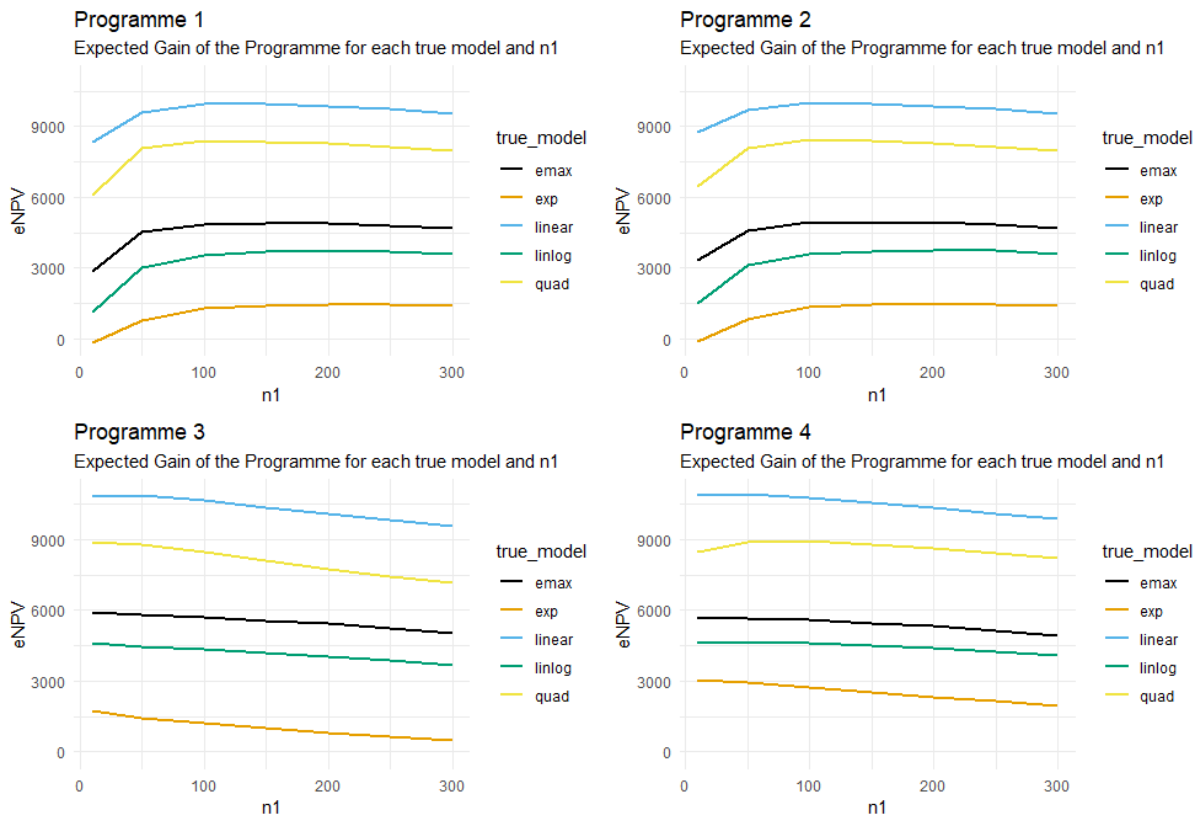 Programme 1
Expected Gain of the Programme for each true model and n1
eNPV
9000
6000
3000
0
0
100
200
300
n1
true_model
emax
exp
linear
linlog
quad
Programme 2
Expected Gain of the Programme for each true model and n1
eNPV
9000
6000
3000
0
0
100
200
300
n1
true_model
emax
exp
linear
linlog
quad
Programme 3
Expected Gain of the Programme for each true model and n1
eNPV
9000
6000
3000
0
0
100
200
300
n1
true_model
emax
exp
linear
linlog
quad
Programme 4
Expected Gain of the Programme for each true model and n1
eNPV
9000
6000
3000
0
0
100
200
300
n1
true_model
emax
exp
linear
linlog
quad